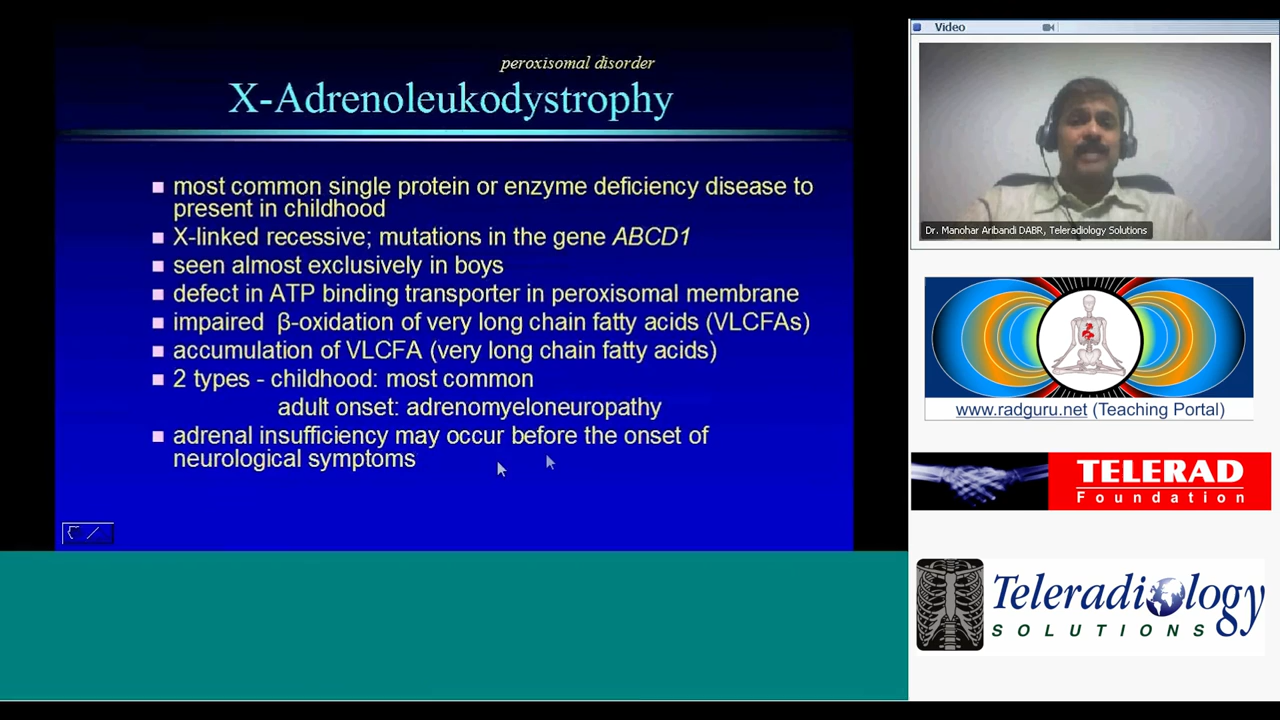 peroxisomal disorder
X-Adrenoleukodystrophy
■ most common single protein or enzyme deficiency disease to
present in childhood
■ X-linked recessive; mutations in the gene ABCD1
■ seen almost exclusively in boys
■ defect in ATP binding transporter in peroxisomal membrane
■ impaired β-oxidation of very long chain fatty acids (VLCFAs)
■ accumulation of VLCFA (very long chain fatty acids)
■ 2 types - childhood: most common
adult onset: adrenomyeloneuropathy
■ adrenal insufficiency may occur before the onset of
neurological symptoms
Video
Dr. Manohar Aribandi DABR, Teleradiology Solutions
www.radguru.net (Teaching Portal)
TELERAD
Foundation
Teleradiology
SOLUTIONS